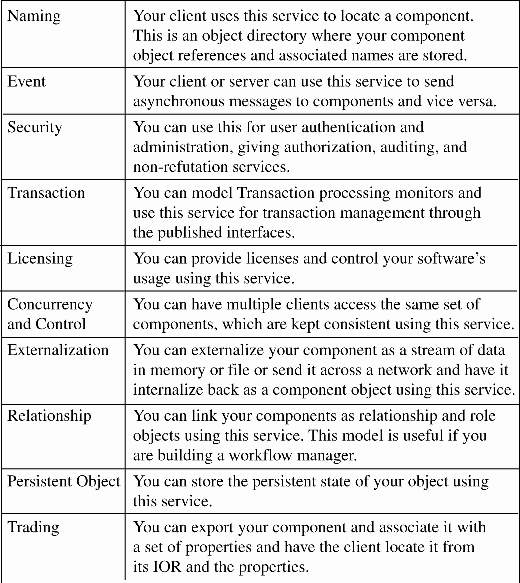 Naming
Your client uses this service to locate a component.
This is an object directory where your component
object references and associated names are stored.
Event
Your client or server can use this service to send
asynchronous messages to components and vice versa.
Security
You can use this for user authentication and
administration, giving authorization, auditing, and
non-refutation services.
Transaction
You can model Transaction processing monitors and
use this service for transaction management through
the published interfaces.
Licensing
You can provide licenses and control your software's
usage using this service.
Concurrency
and Control
You can have multiple clients access the same set of
components, which are kept consistent using this service.
Externalization
You can externalize your component as a stream of data
in memory or file or send it across a network and have it
internalize back as a component object using this service.
Relationship
You can link your components as relationship and role
objects using this service. This model is useful if you
are building a workflow manager.
Persistent Object
You can store the persistent state of your object using
this service.
Trading
You can export your component and associate it with
a set of properties and have the client locate it from
its IOR and the properties.